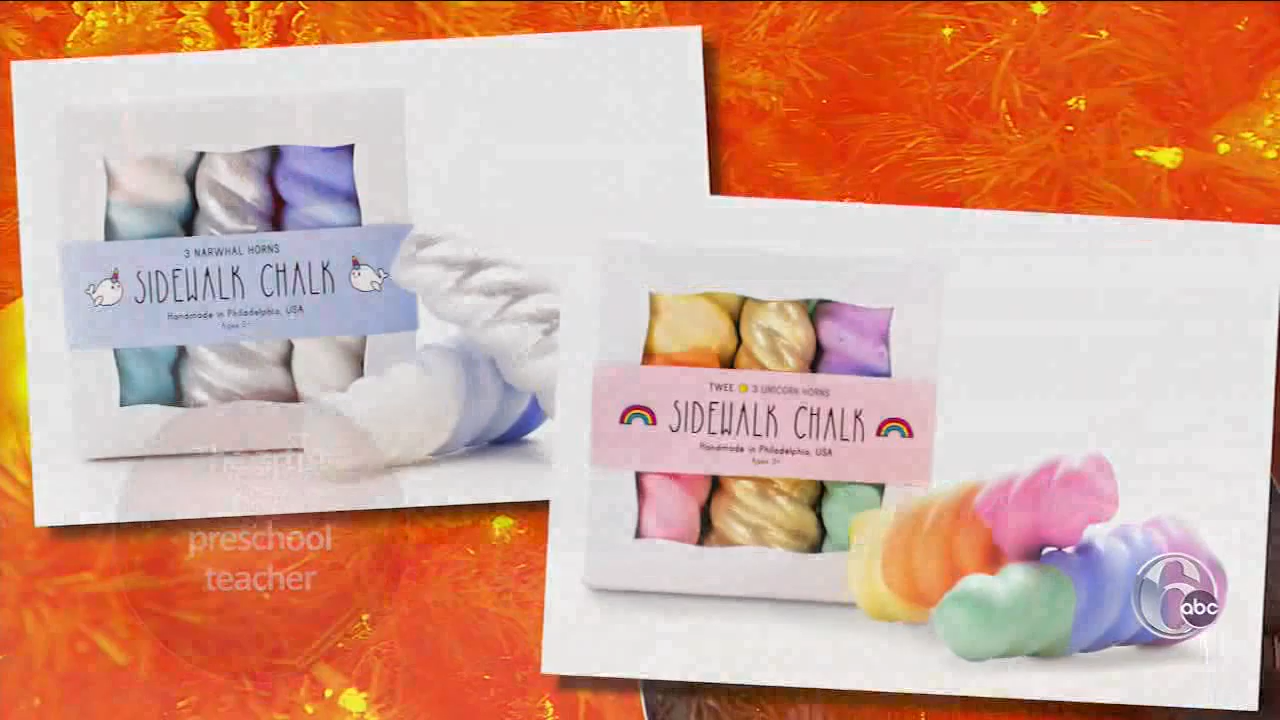 3 NARWHAL HORNS
SIDEWALK CHALK
Handmade in Philadelphia, USA
TWEE 3 UNICORN HORNS
SIDEWALK CHALK
Handmade in Philadelphia, USA
preschool
teacher
6
abc